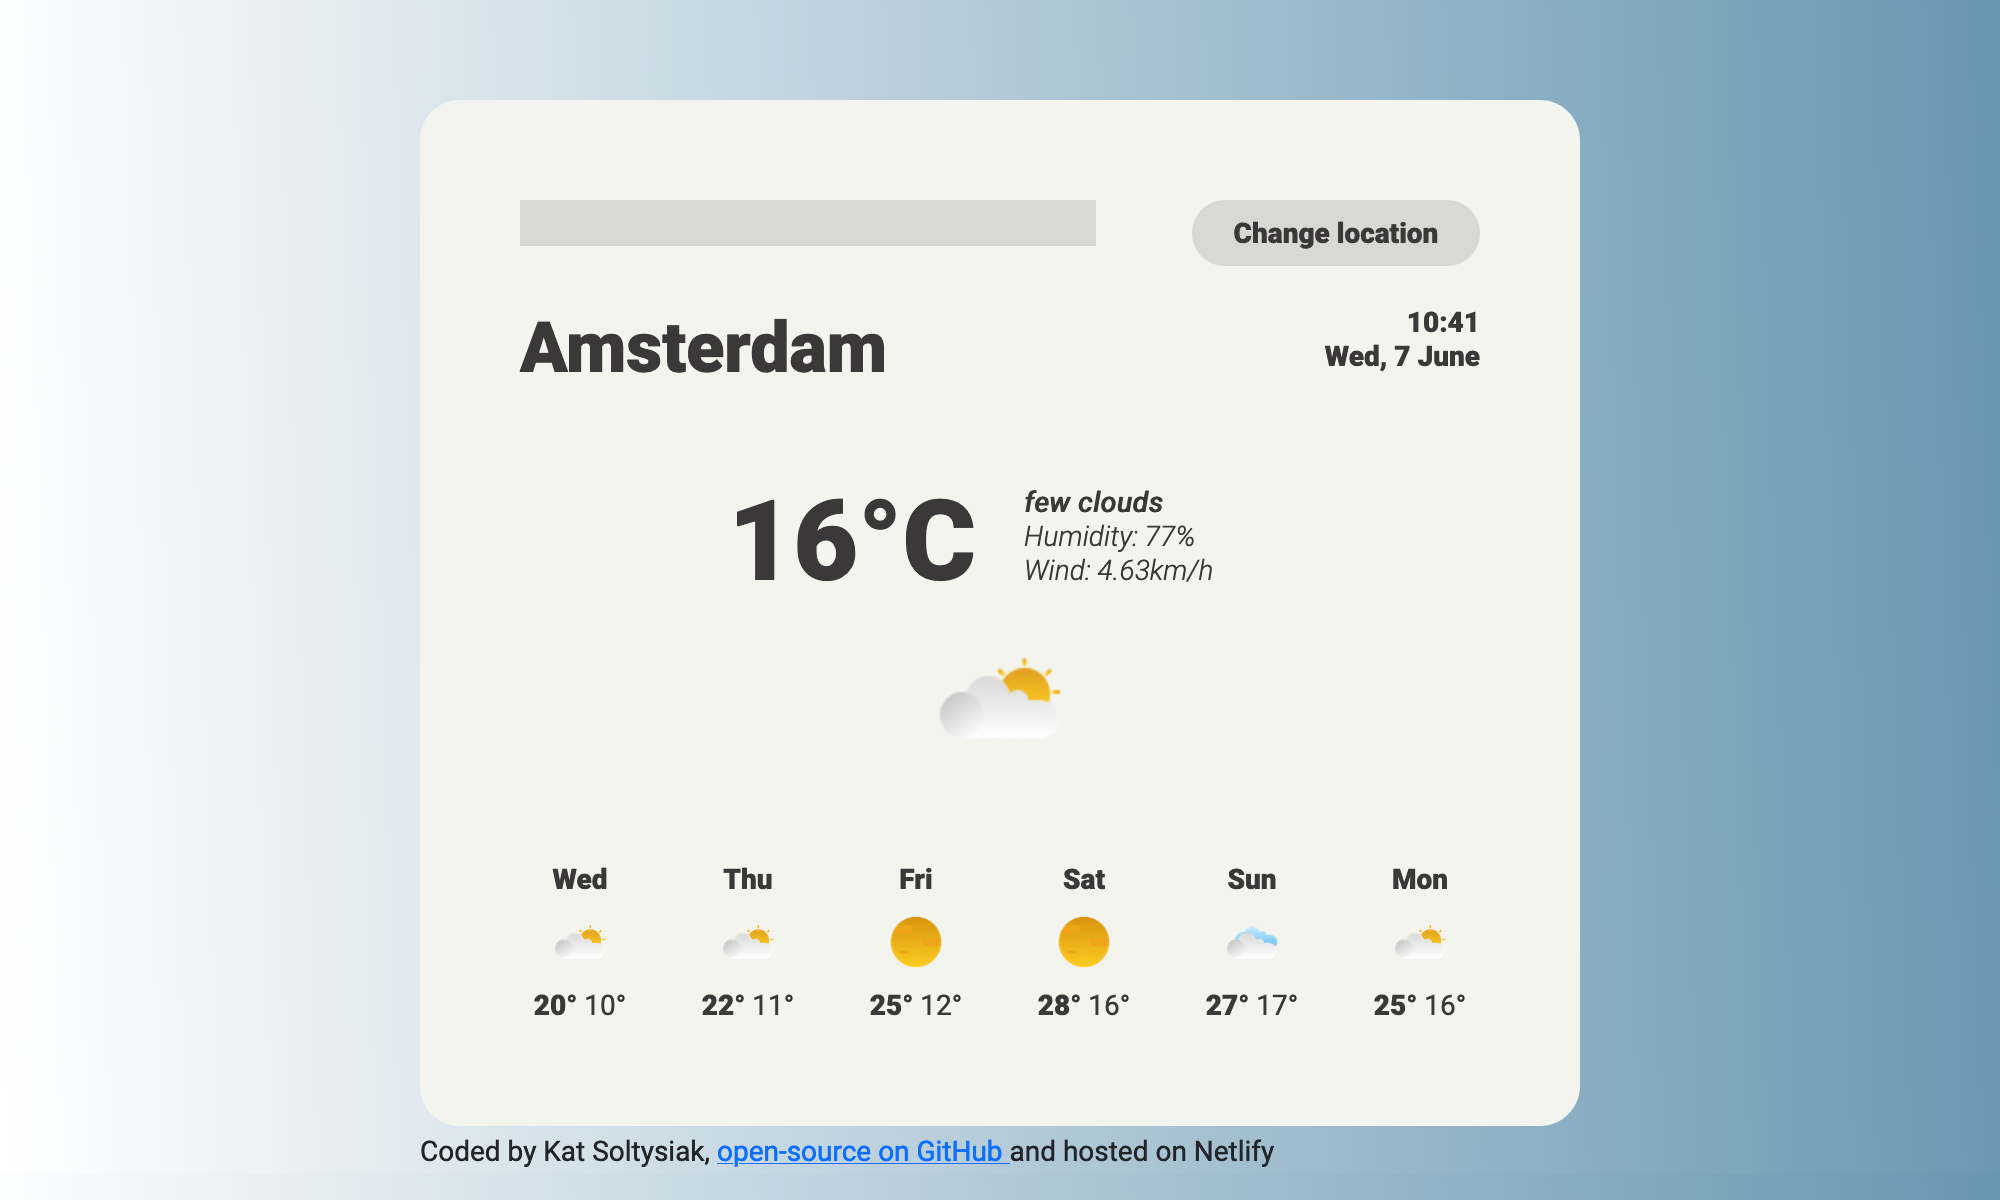 Change location
Amsterdam
10:41
Wed, 7 June
16°C
few clouds
Humidity: 77%
Wind: 4.63km/h
Wed Thu Fri Sat Sun Mon
20° 10° 22° 11° 25° 12° 28° 16° 27° 17° 25° 16°
Coded by Kat Soltysiak, open-source on GitHub and hosted on Netlify